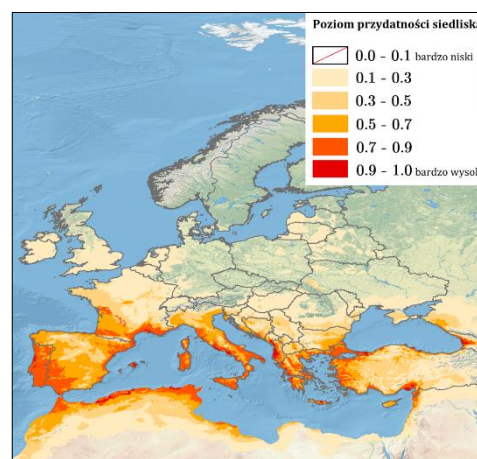 Poziom przydatności siedliska
0.0 - 0.1 bardzo niski
0.1 - 0.3
0.3 - 0.5
0.5 - 0.7
0.7 - 0.9
0.9 - 1.0 bardzo wysok